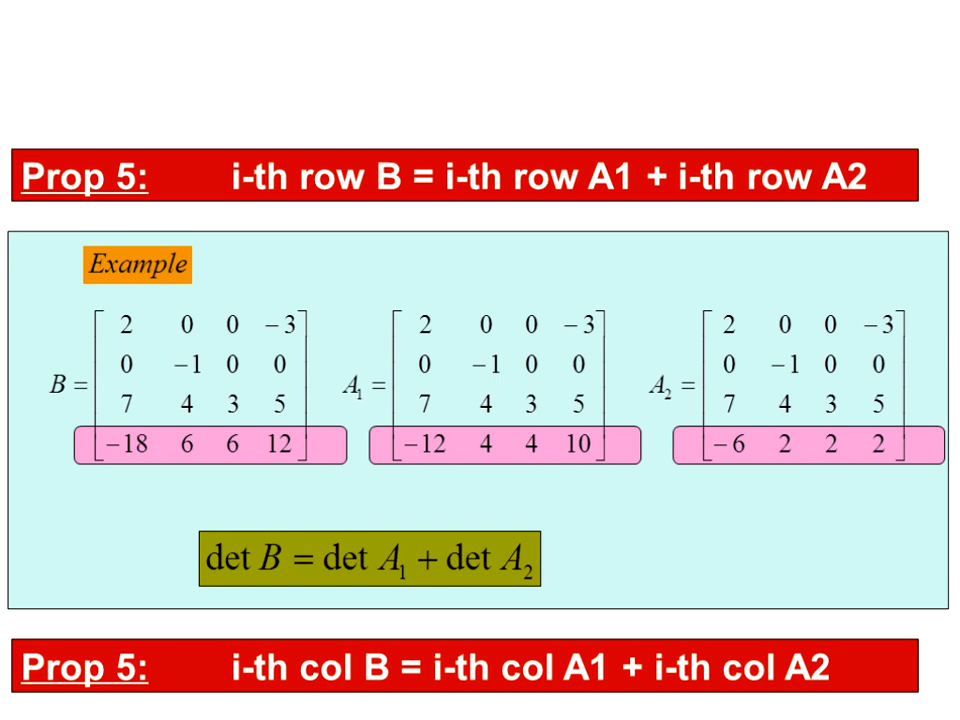 Prop 5: i-th row B = i-th row A1 + i-th row A2
Example
B = [ 2 0 0 −3
0 −1 0 0
7 4 3 5
−18 6 6 12 ]
A₁ = [ 2 0 0 −3
0 −1 0 0
7 4 3 5
−12 4 4 10 ]
A₂ = [ 2 0 0 −3
0 −1 0 0
7 4 3 5
−6 2 2 2 ]
det B = det A₁ + det A₂
Prop 5: i-th col B = i-th col A1 + i-th col A2